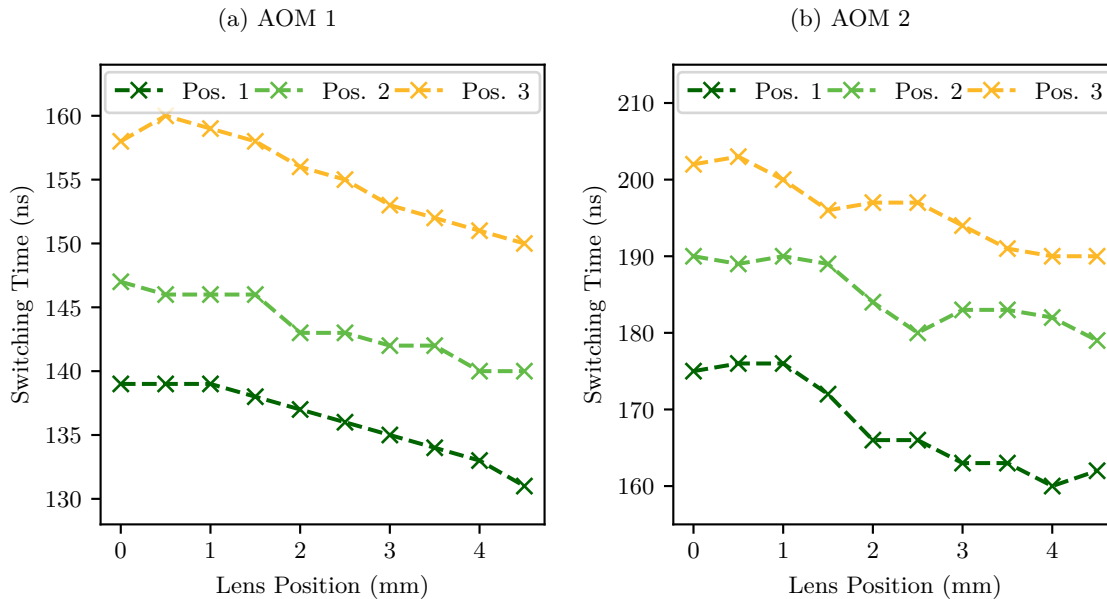 (a) AOM 1
Pos. 1 Pos. 2 Pos. 3
160
155
150
145
140
135
130
Switching Time (ns)
0 1 2 3 4
Lens Position (mm)
(b) AOM 2
Pos. 1 Pos. 2 Pos. 3
210
200
190
180
170
160
Switching Time (ns)
0 1 2 3 4
Lens Position (mm)